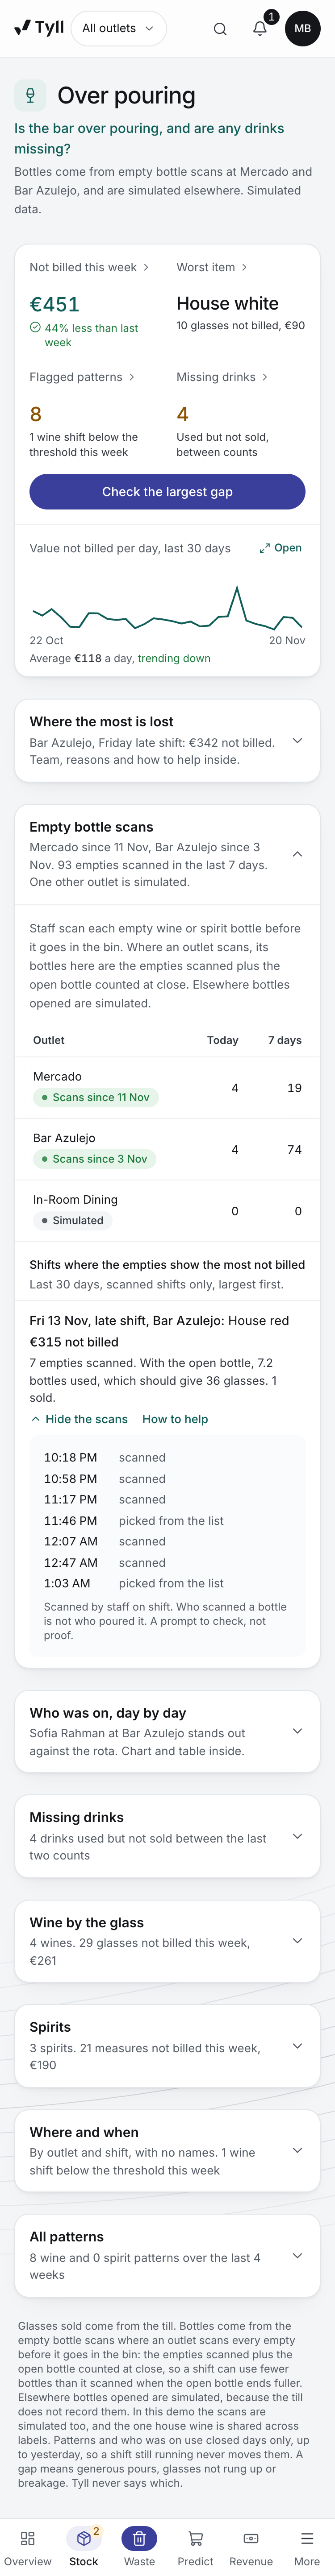 Tyll
All outlets
1
MB
Over pouring
Is the bar over pouring, and are any drinks
missing?
Bottles come from empty bottle scans at Mercado and
Bar Azulejo, and are simulated elsewhere. Simulated
data.
Not billed this week
€451
44% less than last
week
Worst item
House white
10 glasses not billed, €90
Flagged patterns
8
1 wine shift below the
threshold this week
Missing drinks
4
Used but not sold,
between counts
Check the largest gap
Value not billed per day, last 30 days
Open
22 Oct
20 Nov
Average €118 a day, trending down
Where the most is lost
Bar Azulejo, Friday late shift: €342 not billed.
Team, reasons and how to help inside.
Empty bottle scans
Mercado since 11 Nov, Bar Azulejo since 3
Nov. 93 empties scanned in the last 7 days.
One other outlet is simulated.
Staff scan each empty wine or spirit bottle before
it goes in the bin. Where an outlet scans, its
bottles here are the empties scanned plus the
open bottle counted at close. Elsewhere bottles
opened are simulated.
Outlet Today 7 days
Mercado
Scans since 11 Nov
4 19
Bar Azulejo
Scans since 3 Nov
4 74
In-Room Dining
Simulated
0 0
Shifts where the empties show the most not billed
Last 30 days, scanned shifts only, largest first.
Fri 13 Nov, late shift, Bar Azulejo: House red
€315 not billed
7 empties scanned. With the open bottle, 7.2
bottles used, which should give 36 glasses. 1
sold.
Hide the scans How to help
10:18 PM scanned
10:58 PM scanned
11:17 PM scanned
11:46 PM picked from the list
12:07 AM scanned
12:47 AM scanned
1:03 AM picked from the list
Scanned by staff on shift. Who scanned a bottle
is not who poured it. A prompt to check, not
proof.
Who was on, day by day
Sofia Rahman at Bar Azulejo stands out
against the rota. Chart and table inside.
Missing drinks
4 drinks used but not sold between the last
two counts
Wine by the glass
4 wines. 29 glasses not billed this week,
€261
Spirits
3 spirits. 21 measures not billed this week,
€190
Where and when
By outlet and shift, with no names. 1 wine
shift below the threshold this week
All patterns
8 wine and 0 spirit patterns over the last 4
weeks
Glasses sold come from the till. Bottles come from the
empty bottle scans where an outlet scans every empty
before it goes in the bin: the empties scanned plus the
open bottle counted at close, so a shift can use fewer
bottles than it scanned when the open bottle ends fuller.
Elsewhere bottles opened are simulated, because the till
does not record them. In this demo the scans are
simulated too, and the one house wine is shared across
labels. Patterns and who was on use closed days only, up
to yesterday, so a shift still running never moves them. A
gap means generous pours, glasses not rung up or
breakage. Tyll never says which.
2
Overview Stock Waste Predict Revenue More